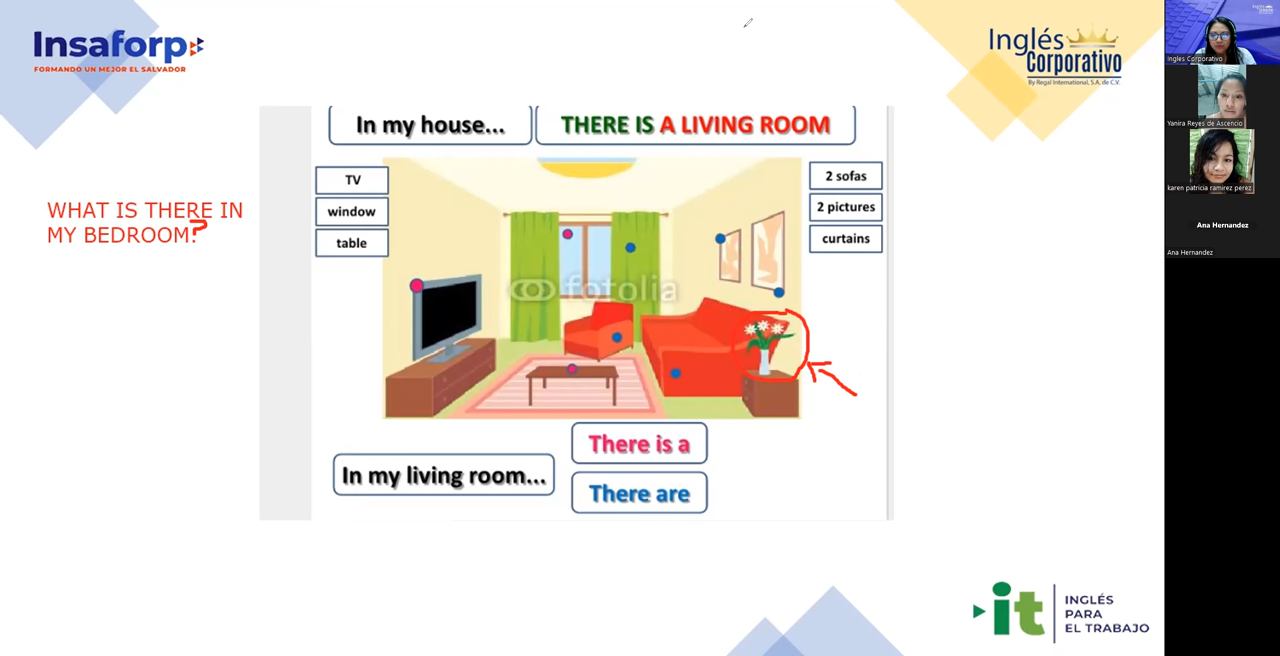 Insaforp
FORMANDO UN MEJOR EL SALVADOR
Inglés
Corporativo
By Regal International, S.A. de C.V.
In my house...
THERE IS A LIVING ROOM
TV
window
table
2 sofas
2 pictures
curtains
WHAT IS THERE IN
MY BEDROOM?
fotolia
In my living room...
There is a
There are
it
INGLÉS
PARA
EL TRABAJO
Ingles Corporativo
Yanira Reyes de Ascencio
karen patricia ramirez perez
Ana Hernandez
Ana Hernandez